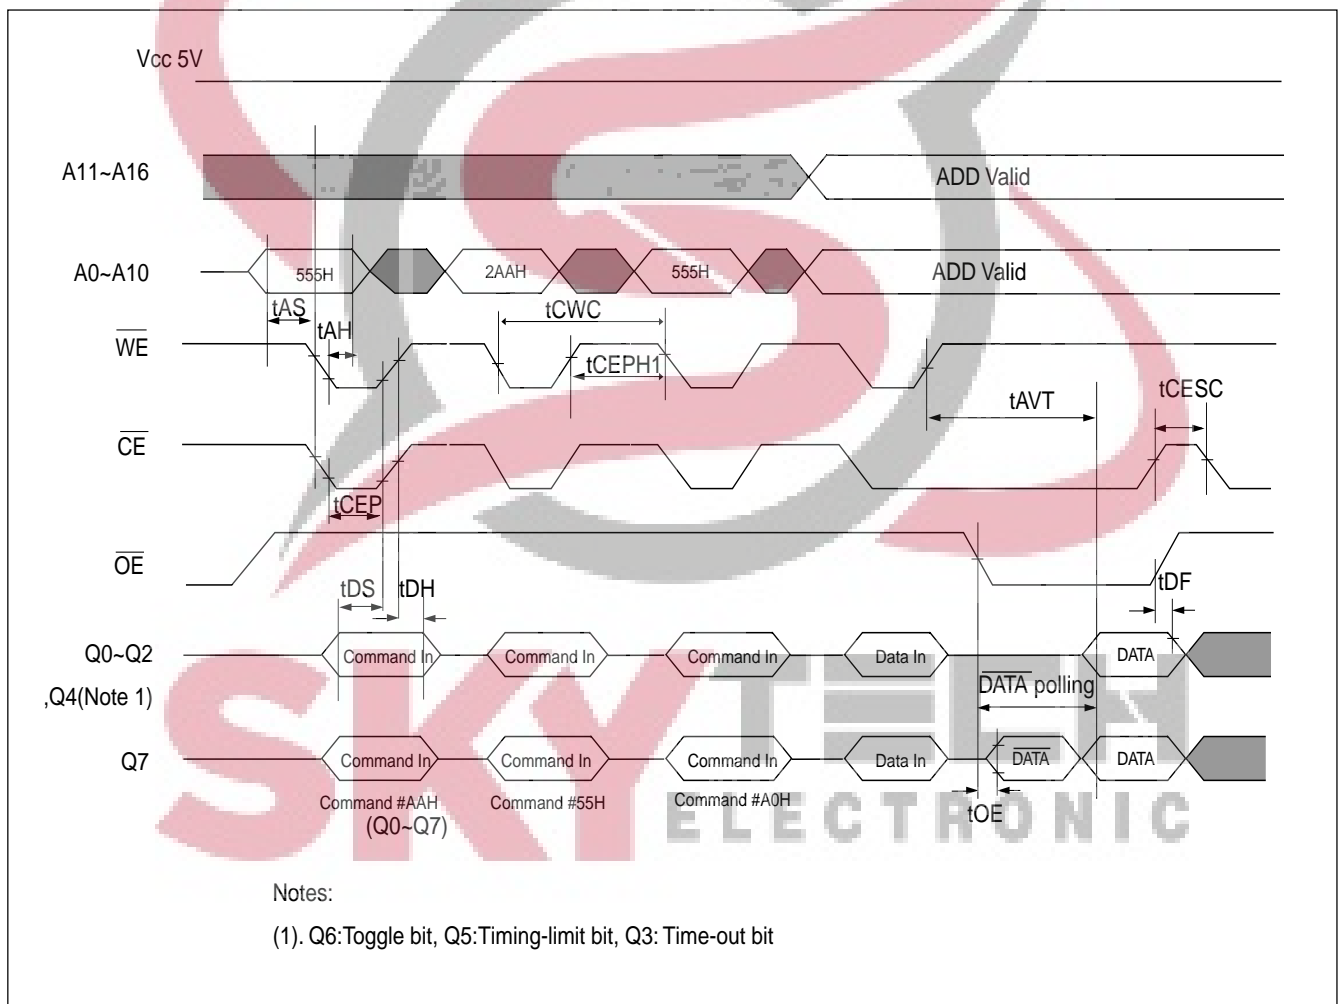 Vcc 5V
A11~A16
ADD Valid
A0~A10
555H
2AAH
555H
ADD Valid
tAS
tAH
tCWC
WE
tCEPH1
tAVT
tCESC
CE
tCEP
OE
tDS
tDH
tDF
Q0~Q2
Command In
Command In
Command In
Data In
DATA
,Q4(Note 1)
DATA polling
Q7
Command In
Command In
Command In
Data In
DATA
DATA
Command #AAH
Command #55H
Command #A0H
(Q0~Q7)
tOE
SKYTECH
ELECTRONIC
Notes:
(1). Q6:Toggle bit, Q5:Timing-limit bit, Q3: Time-out bit